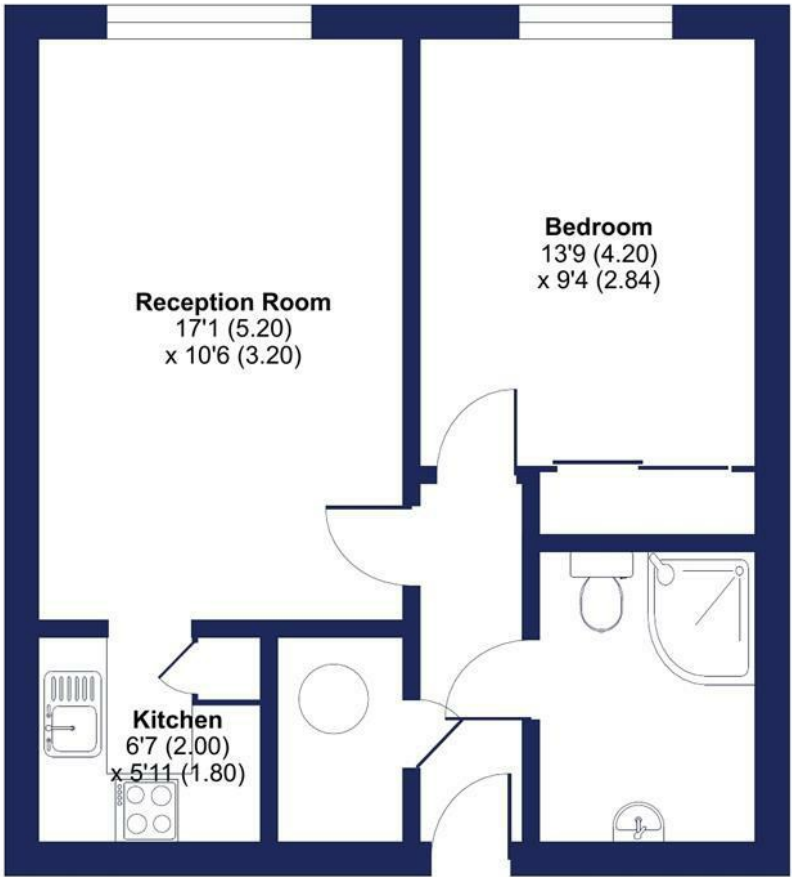 Reception Room
17'1 (5.20)
x 10'6 (3.20)
Bedroom
13'9 (4.20)
x 9'4 (2.84)
Kitchen
6'7 (2.00)
x 5'11 (1.80)